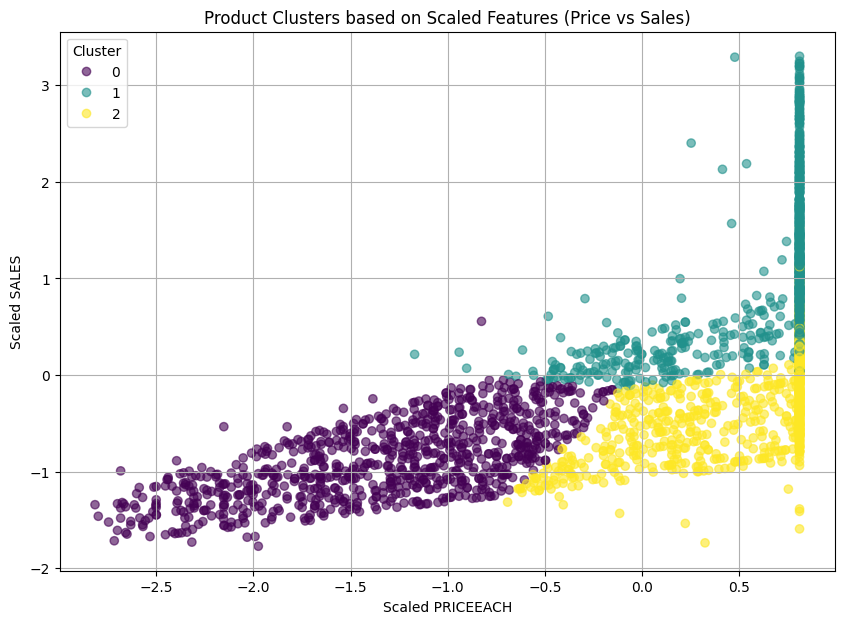 Product Clusters based on Scaled Features (Price vs Sales)
Cluster
0
1
2
Scaled SALES
3
2
1
0
−1
−2
−2.5 −2.0 −1.5 −1.0 −0.5 0.0 0.5
Scaled PRICEEACH